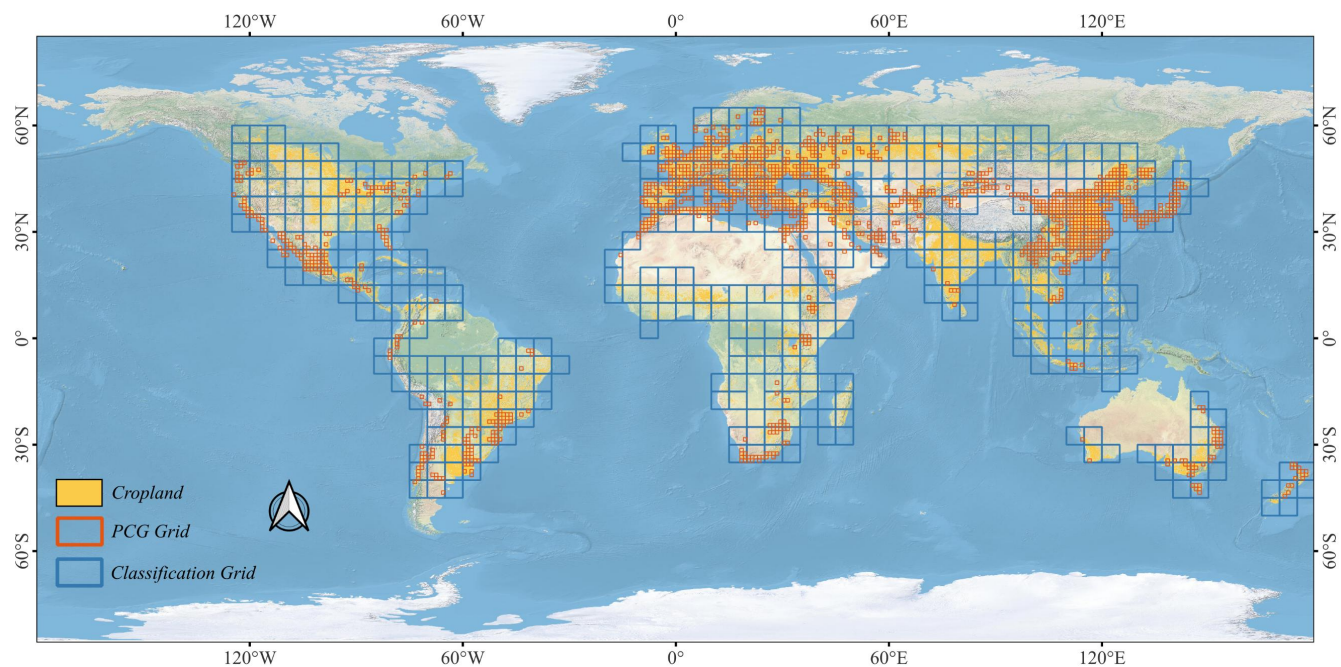 120°W 60°W 0° 60°E 120°E
60°N 60°N
30°N 30°N
0° 0°
30°S 30°S
60°S 60°S
Cropland
PCG Grid
Classification Grid
120°W 60°W 0° 60°E 120°E